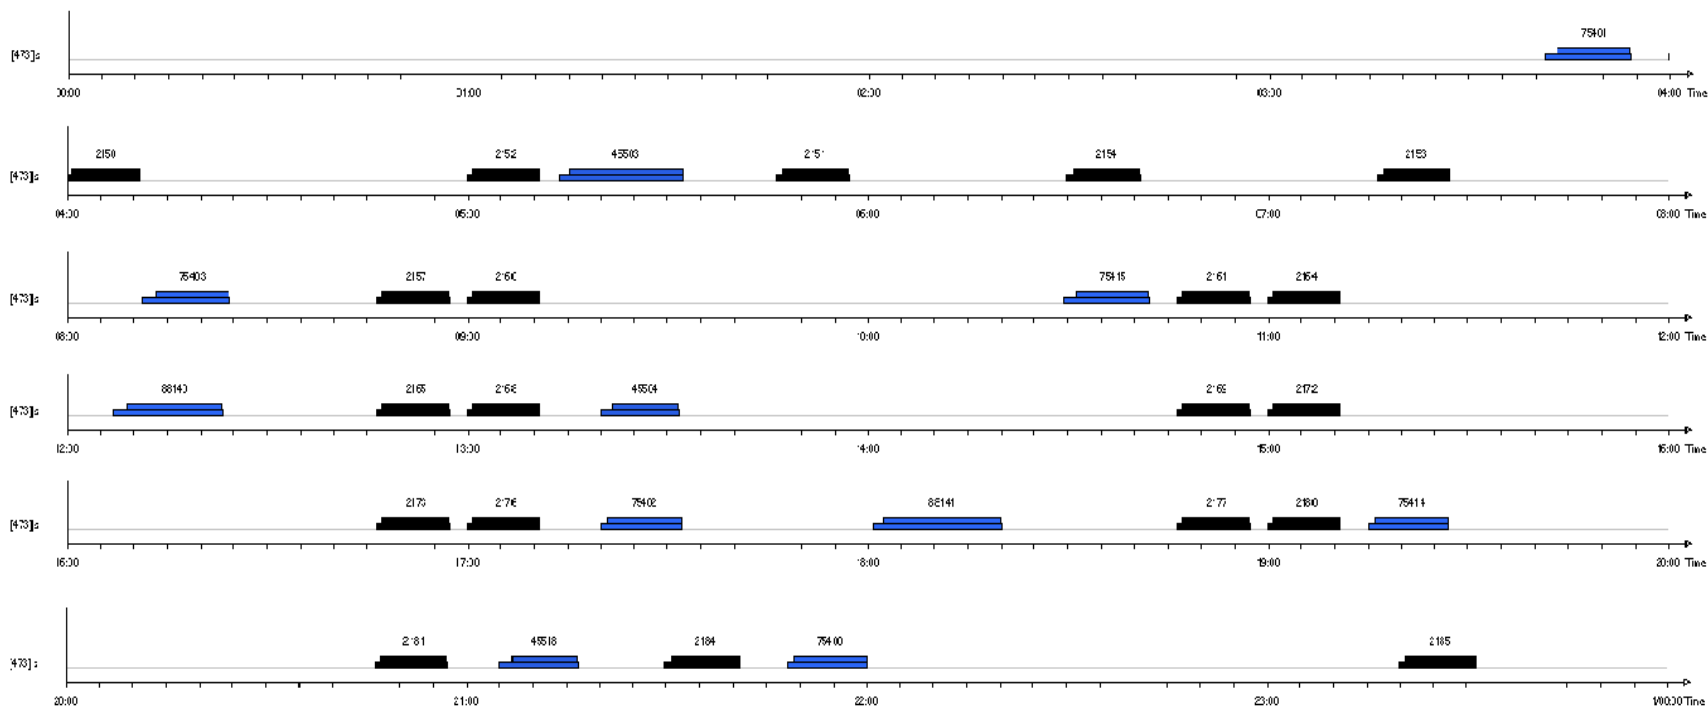 75401
[473]s
00:00 01:00 02:00 03:00 04:00 Time
2150 2152 45503 2151 2154 2153
[473]s
04:00 05:00 06:00 07:00 08:00 Time
75403 2157 2160 75415 2161 2164
[473]s
08:00 09:00 10:00 11:00 12:00 Time
88140 2165 2168 45504 2169 2172
[473]s
12:00 13:00 14:00 15:00 16:00 Time
2173 2176 75402 88141 2177 2180 75414
[473]s
16:00 17:00 18:00 19:00 20:00 Time
2181 45518 2184 75400 2185
[473]s
20:00 21:00 22:00 23:00 1/00:00 Time